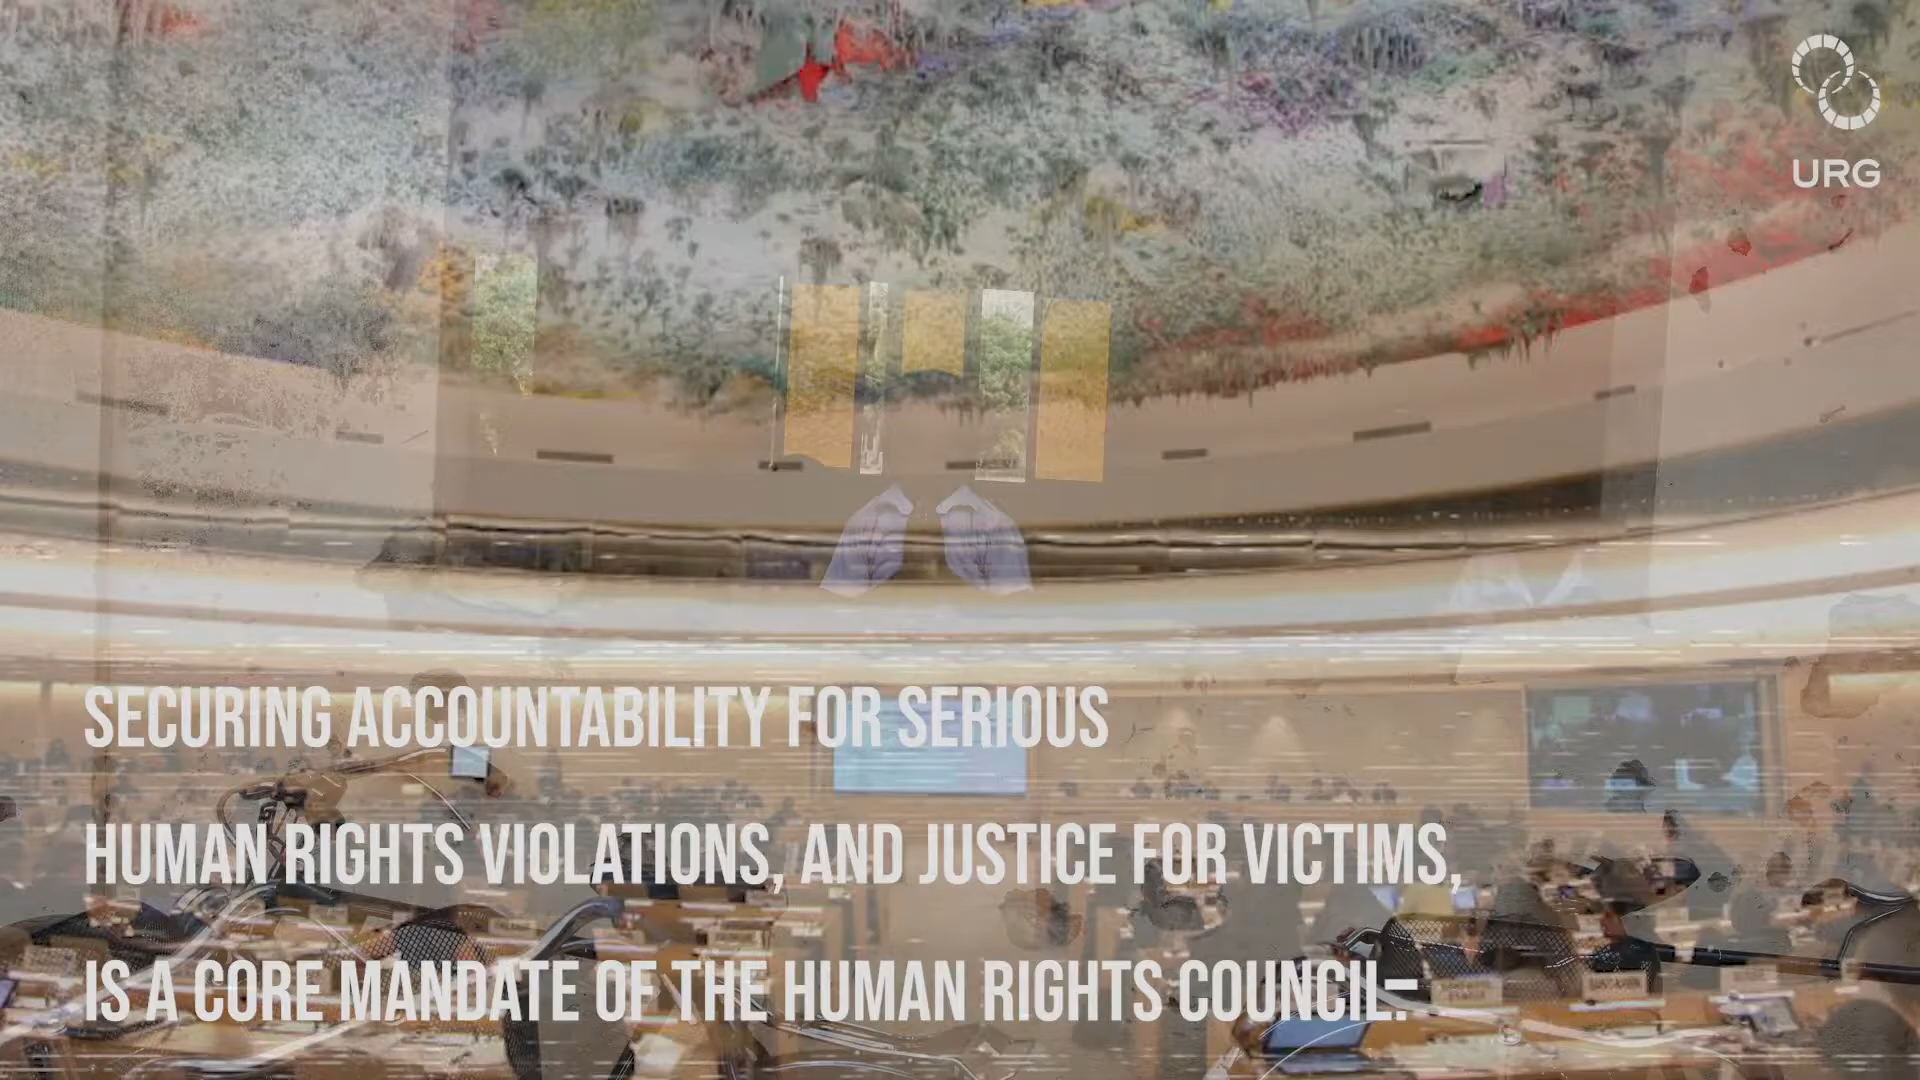 URG
SECURING ACCOUNTABILITY FOR SERIOUS
HUMAN RIGHTS VIOLATIONS, AND JUSTICE FOR VICTIMS,
IS A CORE MANDATE OF THE HUMAN RIGHTS COUNCIL.